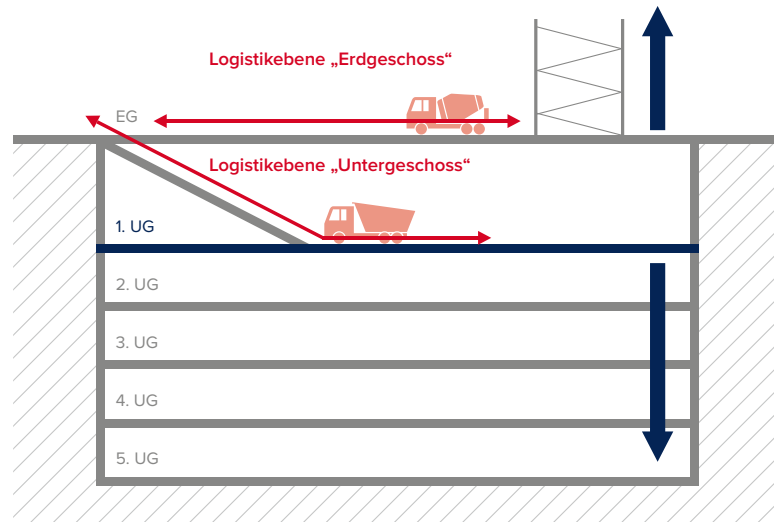 Logistikebene „Erdgeschoss“
EG
Logistikebene „Untergeschoss“
1. UG
2. UG
3. UG
4. UG
5. UG